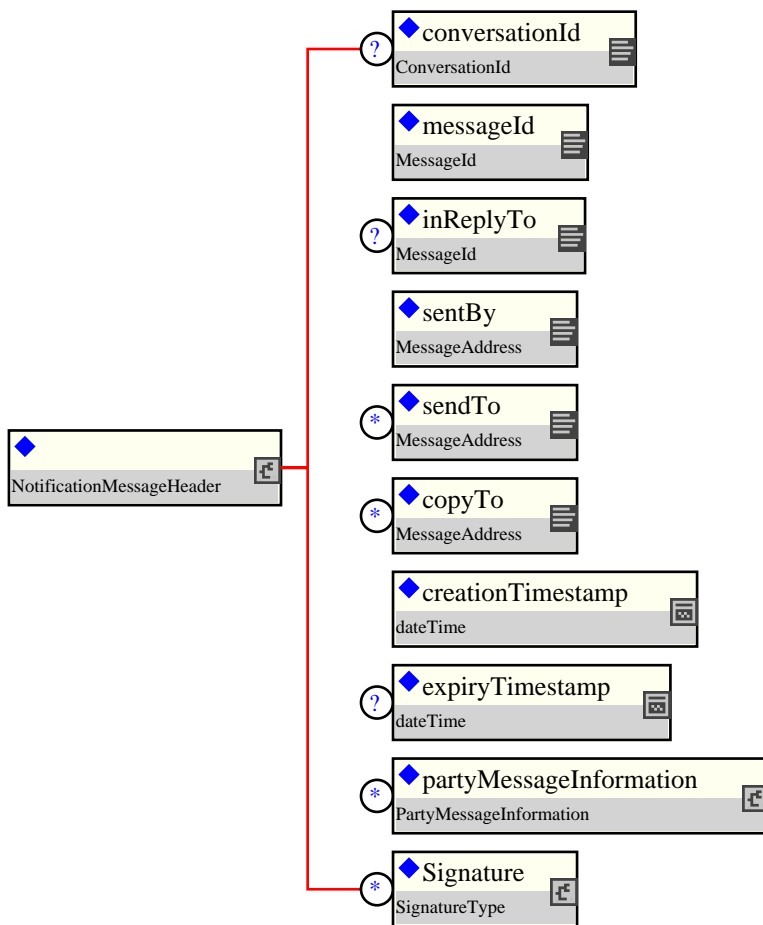 ?
conversationId
ConversationId
messageId
MessageId
?
inReplyTo
MessageId
sentBy
MessageAddress
*
sendTo
MessageAddress
NotificationMessageHeader
*
copyTo
MessageAddress
creationTimestamp
dateTime
?
expiryTimestamp
dateTime
*
partyMessageInformation
PartyMessageInformation
*
Signature
SignatureType